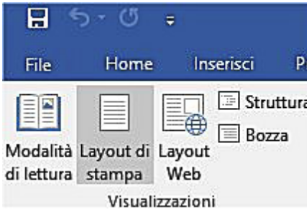 File Home Inserisci P
Struttura
Bozza
Modalità di lettura
Layout di stampa
Layout Web
Visualizzazioni